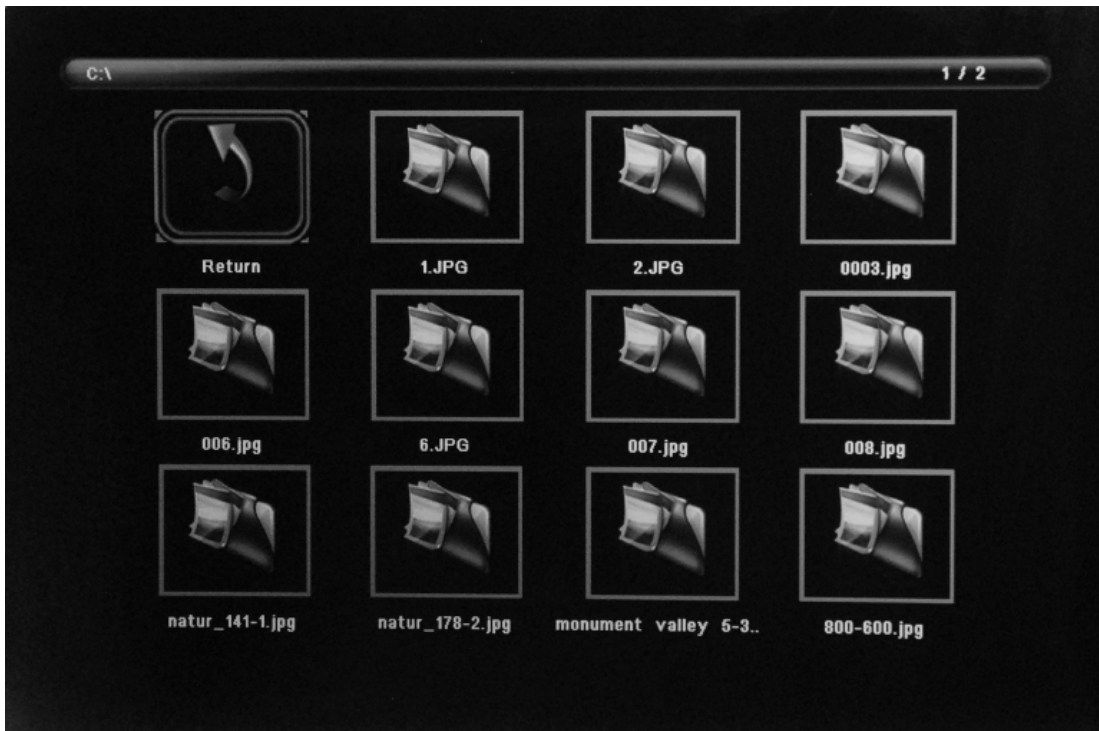 C:\ 1 / 2
Return 1.JPG 2.JPG 0003.jpg
006.jpg 6.JPG 007.jpg 008.jpg
natur_141-1.jpg natur_178-2.jpg monument valley 5-3.. 800-600.jpg